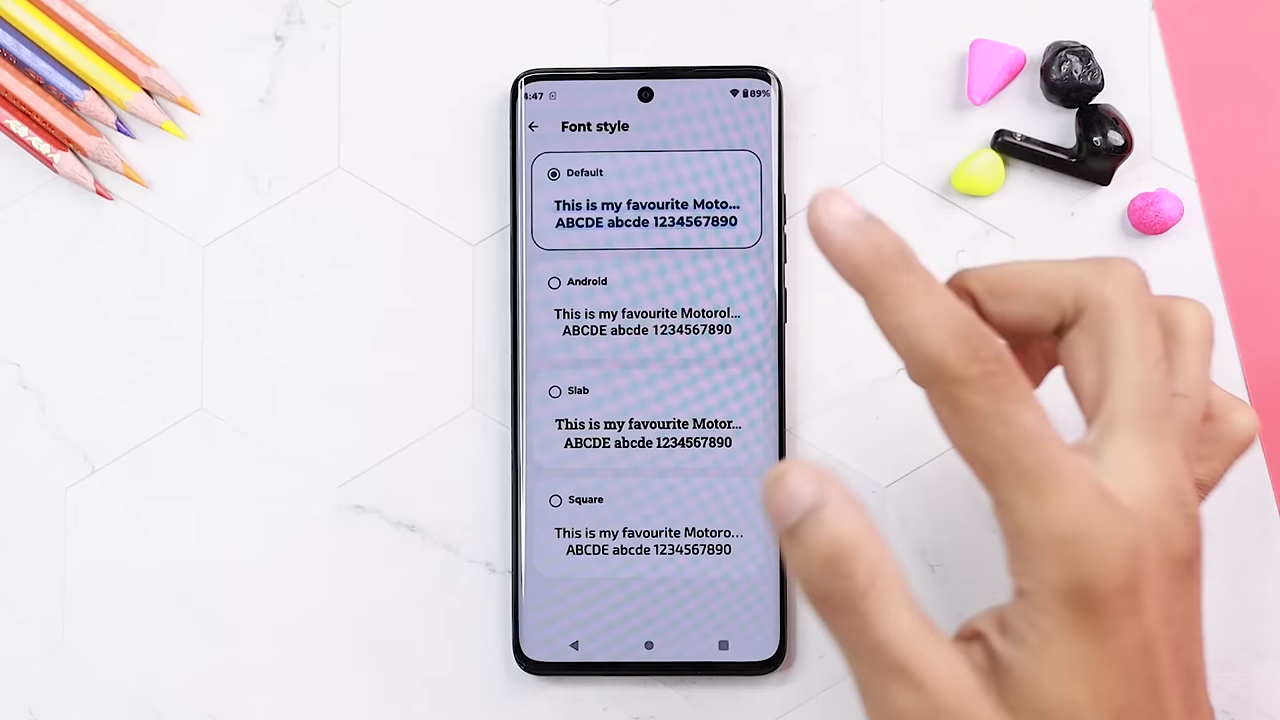 4:47
89%
Font style
Default
This is my favourite Moto...
ABCDE abcde 1234567890
Android
This is my favourite Motorol...
ABCDE abcde 1234567890
Slab
This is my favourite Motor...
ABCDE abcde 1234567890
Square
This is my favourite Motoro...
ABCDE abcde 1234567890